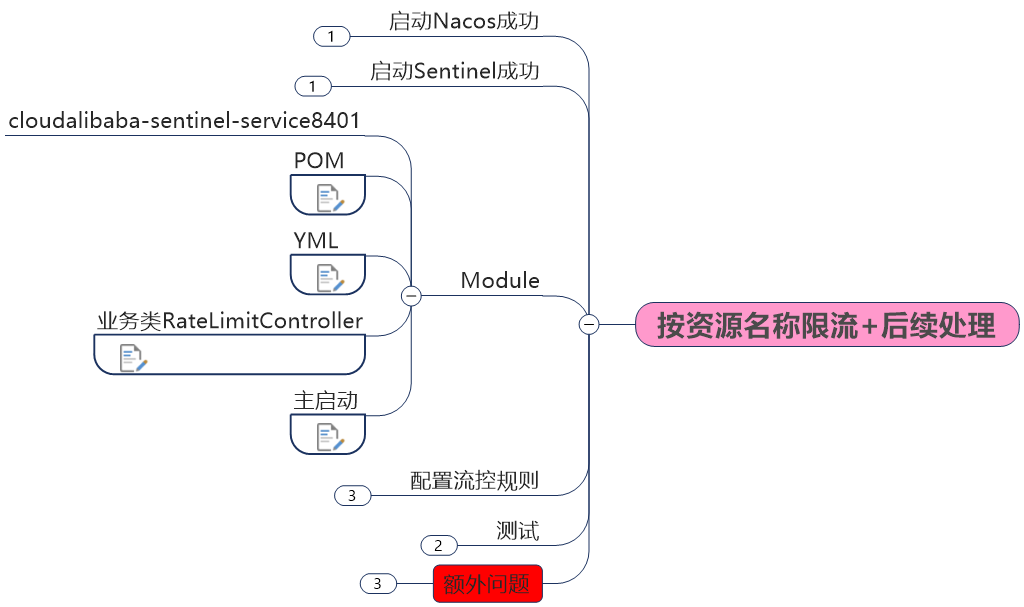 启动Nacos成功
1
启动Sentinel成功
1
cloudalibaba-sentinel-service8401
POM
YML
Module
业务类RateLimitController
按资源名称限流+后续处理
主启动
配置流控规则
3
测试
2
额外问题
3